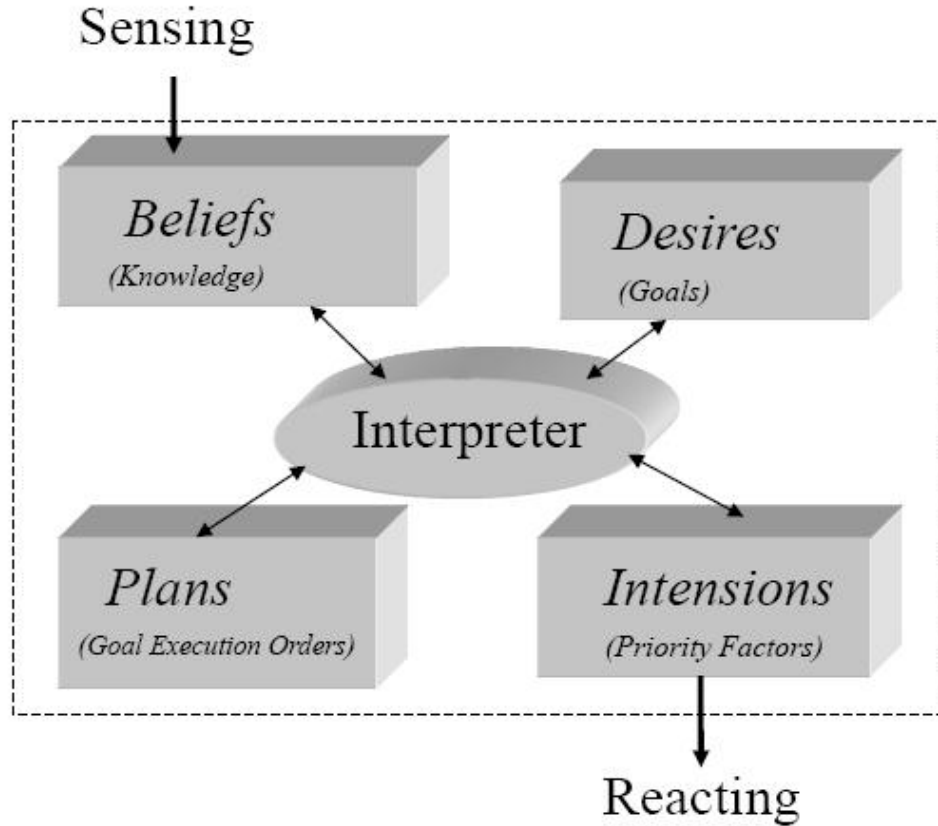 Sensing
Beliefs
(Knowledge)
Desires
(Goals)
Interpreter
Plans
(Goal Execution Orders)
Intensions
(Priority Factors)
Reacting